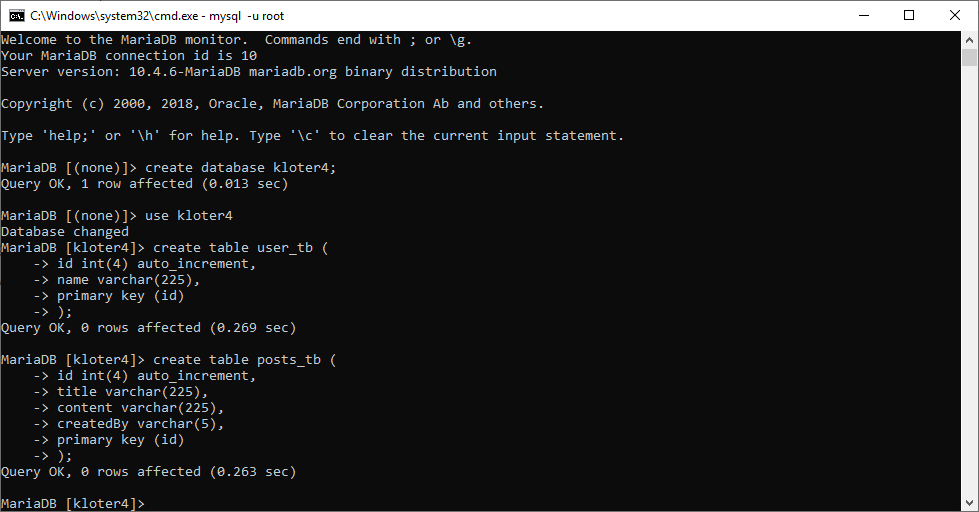 C:\Windows\system32\cmd.exe - mysql  -u root
Welcome to the MariaDB monitor.  Commands end with ; or \g.
Your MariaDB connection id is 10
Server version: 10.4.6-MariaDB mariadb.org binary distribution
Copyright (c) 2000, 2018, Oracle, MariaDB Corporation Ab and others.
Type 'help;' or '\h' for help. Type '\c' to clear the current input statement.
MariaDB [(none)]> create database kloter4;
Query OK, 1 row affected (0.013 sec)
MariaDB [(none)]> use kloter4
Database changed
MariaDB [kloter4]> create table user_tb (
    -> id int(4) auto_increment,
    -> name varchar(225),
    -> primary key (id)
    -> );
Query OK, 0 rows affected (0.269 sec)
MariaDB [kloter4]> create table posts_tb (
    -> id int(4) auto_increment,
    -> title varchar(225),
    -> content varchar(225),
    -> createdBy varchar(5),
    -> primary key (id)
    -> );
Query OK, 0 rows affected (0.263 sec)
MariaDB [kloter4]>